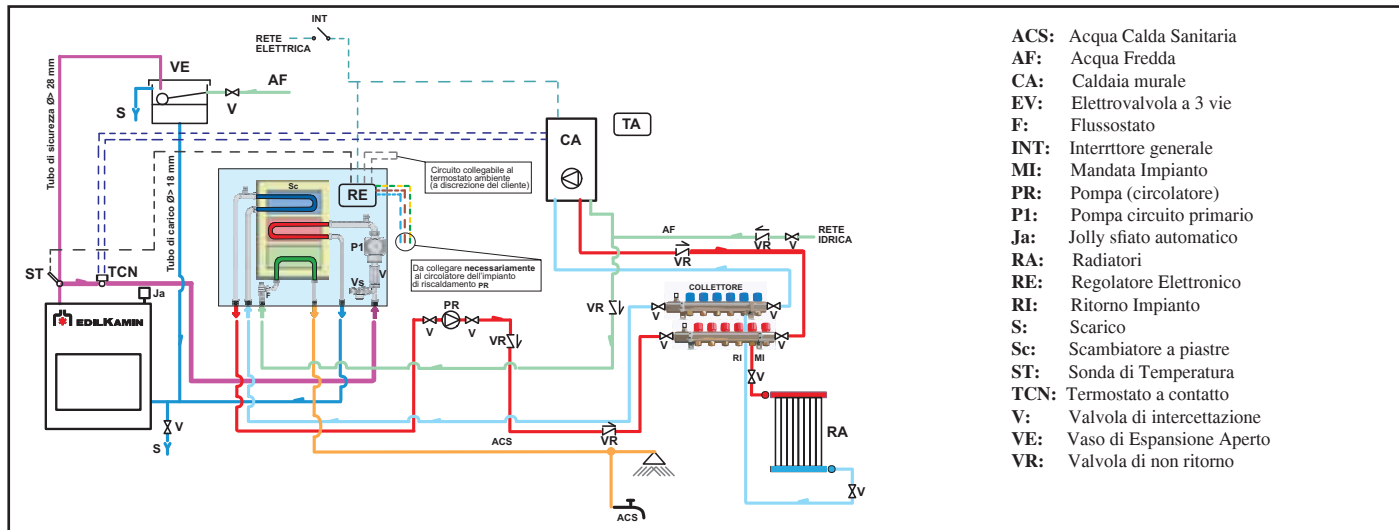 INT
RETE
ELETTRICA
VE
AF
S
V
Tubo di sicurezza Ø> 28 mm
Tubo di carico Ø> 18 mm
CA
TA
Circuito collegabile al
termostato ambiente
(a discrezione del cliente)
Sc
RE
P1
V
Vs
F
Da collegare necessariamente
al circolatore dell'impianto
di riscaldamento PR
AF
VR
V
RETE
IDRICA
VR
ST
TCN
Ja
EDILKAMIN
COLLETTORE
V
V
V
V
VR
PR
V
V
VR
RI
MI
V
RA
V
V
S
ACS
VR
ACS
ACS: Acqua Calda Sanitaria
AF: Acqua Fredda
CA: Caldaia murale
EV: Elettrovalvola a 3 vie
F: Flussostato
INT: Interrttore generale
MI: Mandata Impianto
PR: Pompa (circolatore)
P1: Pompa circuito primario
Ja: Jolly sfiato automatico
RA: Radiatori
RE: Regolatore Elettronico
RI: Ritorno Impianto
S: Scarico
Sc: Scambiatore a piastre
ST: Sonda di Temperatura
TCN: Termostato a contatto
V: Valvola di intercettazione
VE: Vaso di Espansione Aperto
VR: Valvola di non ritorno